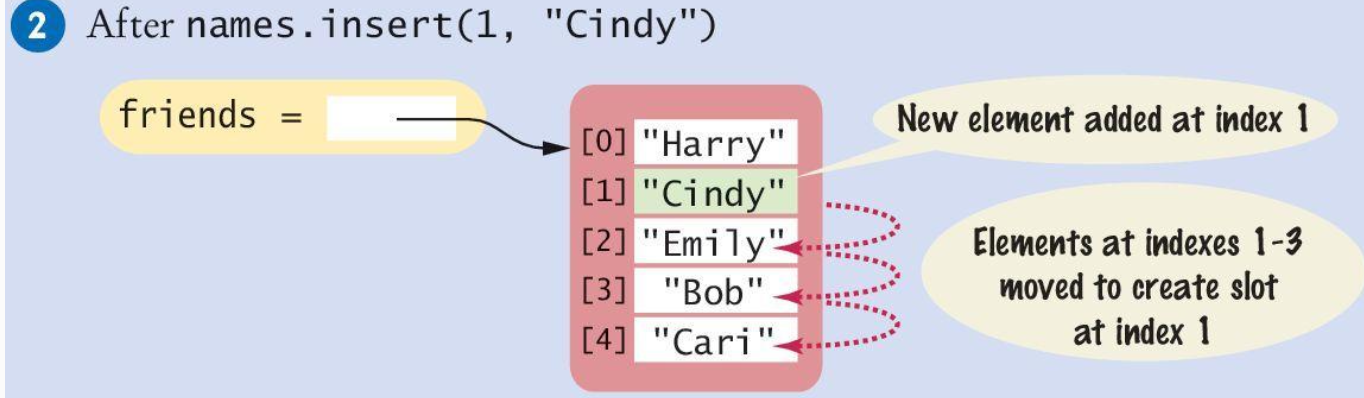 2 After names.insert(1, "Cindy")
friends =
[0] "Harry"
[1] "Cindy"
[2] "Emily"
[3] "Bob"
[4] "Cari"
New element added at index 1
Elements at indexes 1-3
moved to create slot
at index 1